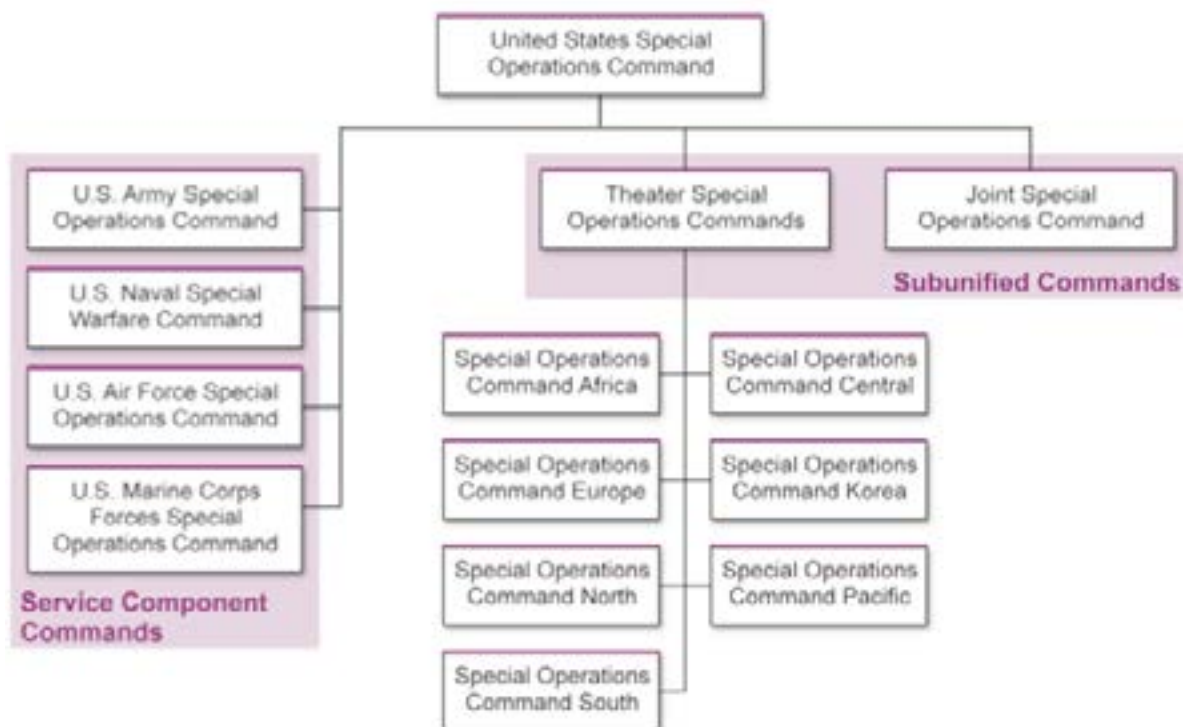 United States Special
Operations Command
U.S. Army Special
Operations Command
U.S. Naval Special
Warfare Command
U.S. Air Force Special
Operations Command
U.S. Marine Corps
Forces Special
Operations Command
Service Component
Commands
Theater Special
Operations Commands
Joint Special
Operations Command
Subunified Commands
Special Operations
Command Africa
Special Operations
Command Central
Special Operations
Command Europe
Special Operations
Command Korea
Special Operations
Command North
Special Operations
Command Pacific
Special Operations
Command South